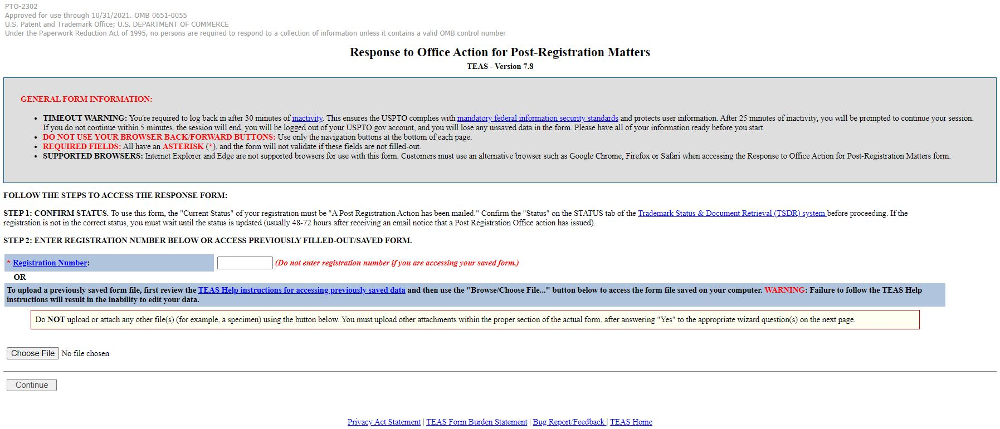 PTO-2302
Approved for use through 10/31/2021. OMB 0651-0055
U.S. Patent and Trademark Office; U.S. DEPARTMENT OF COMMERCE
Under the Paperwork Reduction Act of 1995, no persons are required to respond to a collection of information unless it contains a valid OMB control number
Response to Office Action for Post-Registration Matters
TEAS - Version 7.8
GENERAL FORM INFORMATION:
• TIMEOUT WARNING: You're required to log back in after 30 minutes of inactivity. This ensures the USPTO complies with mandatory federal information security standards and protects user information. After 25 minutes of inactivity, you will be prompted to continue your session.
If you do not continue within 5 minutes, the session will end, you will be logged out of your USPTO.gov account, and you will lose any unsaved data in the form. Please have all of your information ready before you start.
• DO NOT USE YOUR BROWSER BACK/FORWARD BUTTONS: Use only the navigation buttons at the bottom of each page.
• REQUIRED FIELDS: All have an ASTERISK (*), and the form will not validate if these fields are not filled-out.
• SUPPORTED BROWSERS: Internet Explorer and Edge are not supported browsers for use with this form. Customers must use an alternative browser such as Google Chrome, Firefox or Safari when accessing the Response to Office Action for Post-Registration Matters form.
FOLLOW THE STEPS TO ACCESS THE RESPONSE FORM:
STEP 1: CONFIRM STATUS. To use this form, the "Current Status" of your registration must be "A Post Registration Action has been mailed." Confirm the "Status" on the STATUS tab of the Trademark Status & Document Retrieval (TSDR) system before proceeding. If the
registration is not in the correct status, you must wait until the status is updated (usually 48-72 hours after receiving an email notice that a Post Registration Office action has issued).
STEP 2: ENTER REGISTRATION NUMBER BELOW OR ACCESS PREVIOUSLY FILLED-OUT/SAVED FORM.
* Registration Number: (Do not enter registration number if you are accessing your saved form.)
OR
To upload a previously saved form file, first review the TEAS Help instructions for accessing previously saved data and then use the "Browse/Choose File..." button below to access the form file saved on your computer. WARNING: Failure to follow the TEAS Help
instructions will result in the inability to edit your data.
Do NOT upload or attach any other file(s) (for example, a specimen) using the button below. You must upload other attachments within the proper section of the actual form, after answering "Yes" to the appropriate wizard question(s) on the next page.
Choose File No file chosen
Continue
Privacy Act Statement | TEAS Form Burden Statement | Bug Report/Feedback | TEAS Home